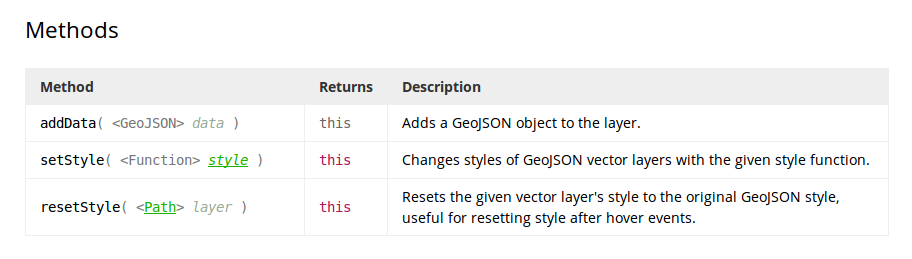 Methods
Method Returns Description
addData( <GeoJSON> data ) this Adds a GeoJSON object to the layer.
setStyle( <Function> style ) this Changes styles of GeoJSON vector layers with the given style function.
resetStyle( <Path> layer ) this Resets the given vector layer's style to the original GeoJSON style,
useful for resetting style after hover events.